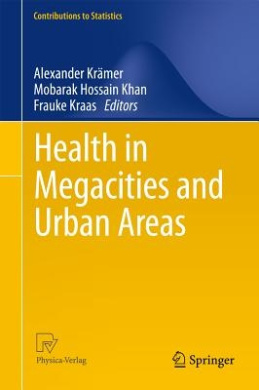 Contributions to Statistics
Alexander Krämer
Mobarak Hossain Khan
Frauke Kraas Editors
Health in
Megacities and
Urban Areas
Physica-Verlag
Springer